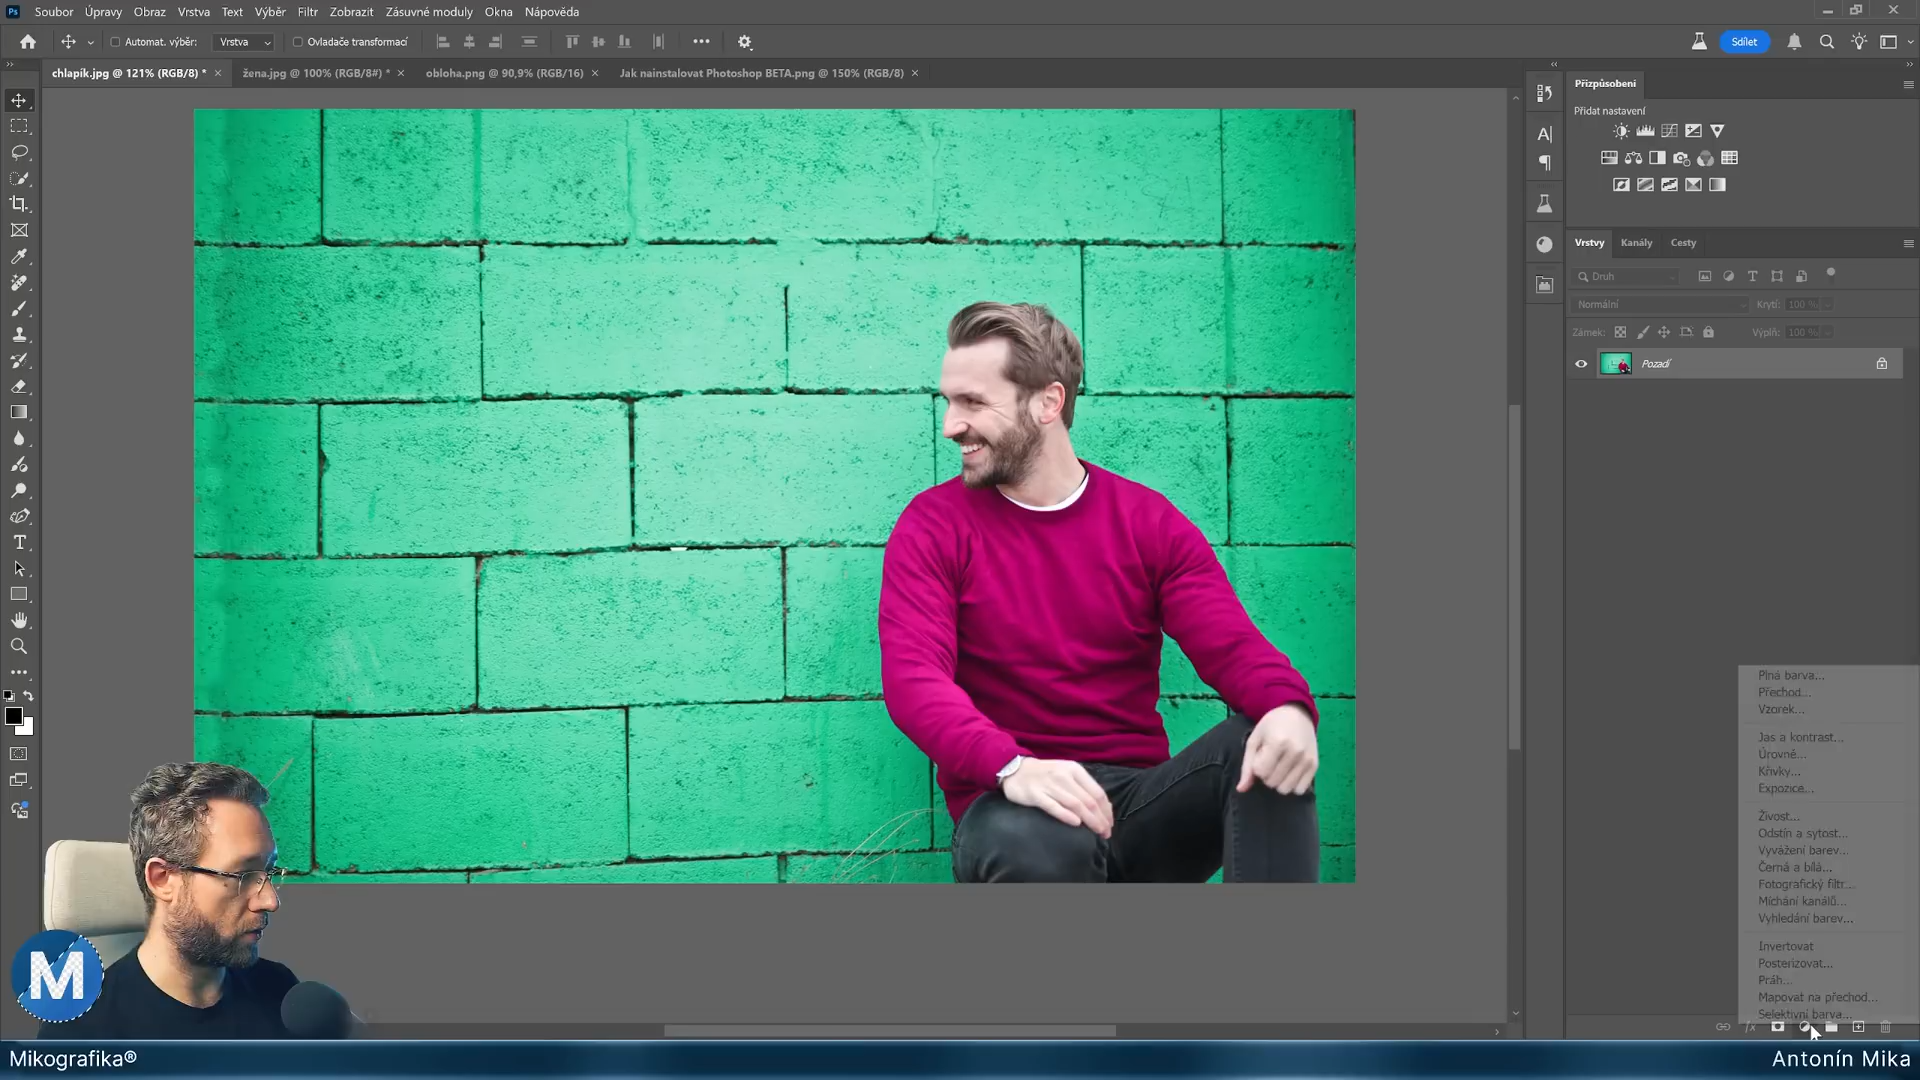 Ps Soubor Úpravy Obraz Vrstva Text Výběr Filtr Zobrazit Zásuvné moduly Okna Nápověda
Automat. výběr: Vrstva Ovladače transformací
Sdílet
chlapík.jpg @ 121% (RGB/8) * žena.jpg @ 100% (RGB/8#) * obloha.png @ 90,9% (RGB/16) Jak nainstalovat Photoshop BETA.png @ 150% (RGB/8)
Přizpůsobení
Přidat nastavení
Vrstvy Kanály Cesty
Druh
Normální Krytí: 100 %
Zámek: Výplň: 100 %
Pozadí
Plná barva...
Přechod...
Vzorek...
Jas a kontrast...
Úrovně...
Křivky...
Expozice...
Živost...
Odstín a sytost...
Vyvážení barev...
Černá a bílá...
Fotografický filtr...
Míchání kanálů...
Vyhledání barev...
Invertovat
Posterizovat...
Práh...
Mapovat na přechod...
Selektivní barva...
fx
M
Mikografika®
Antonín Mika